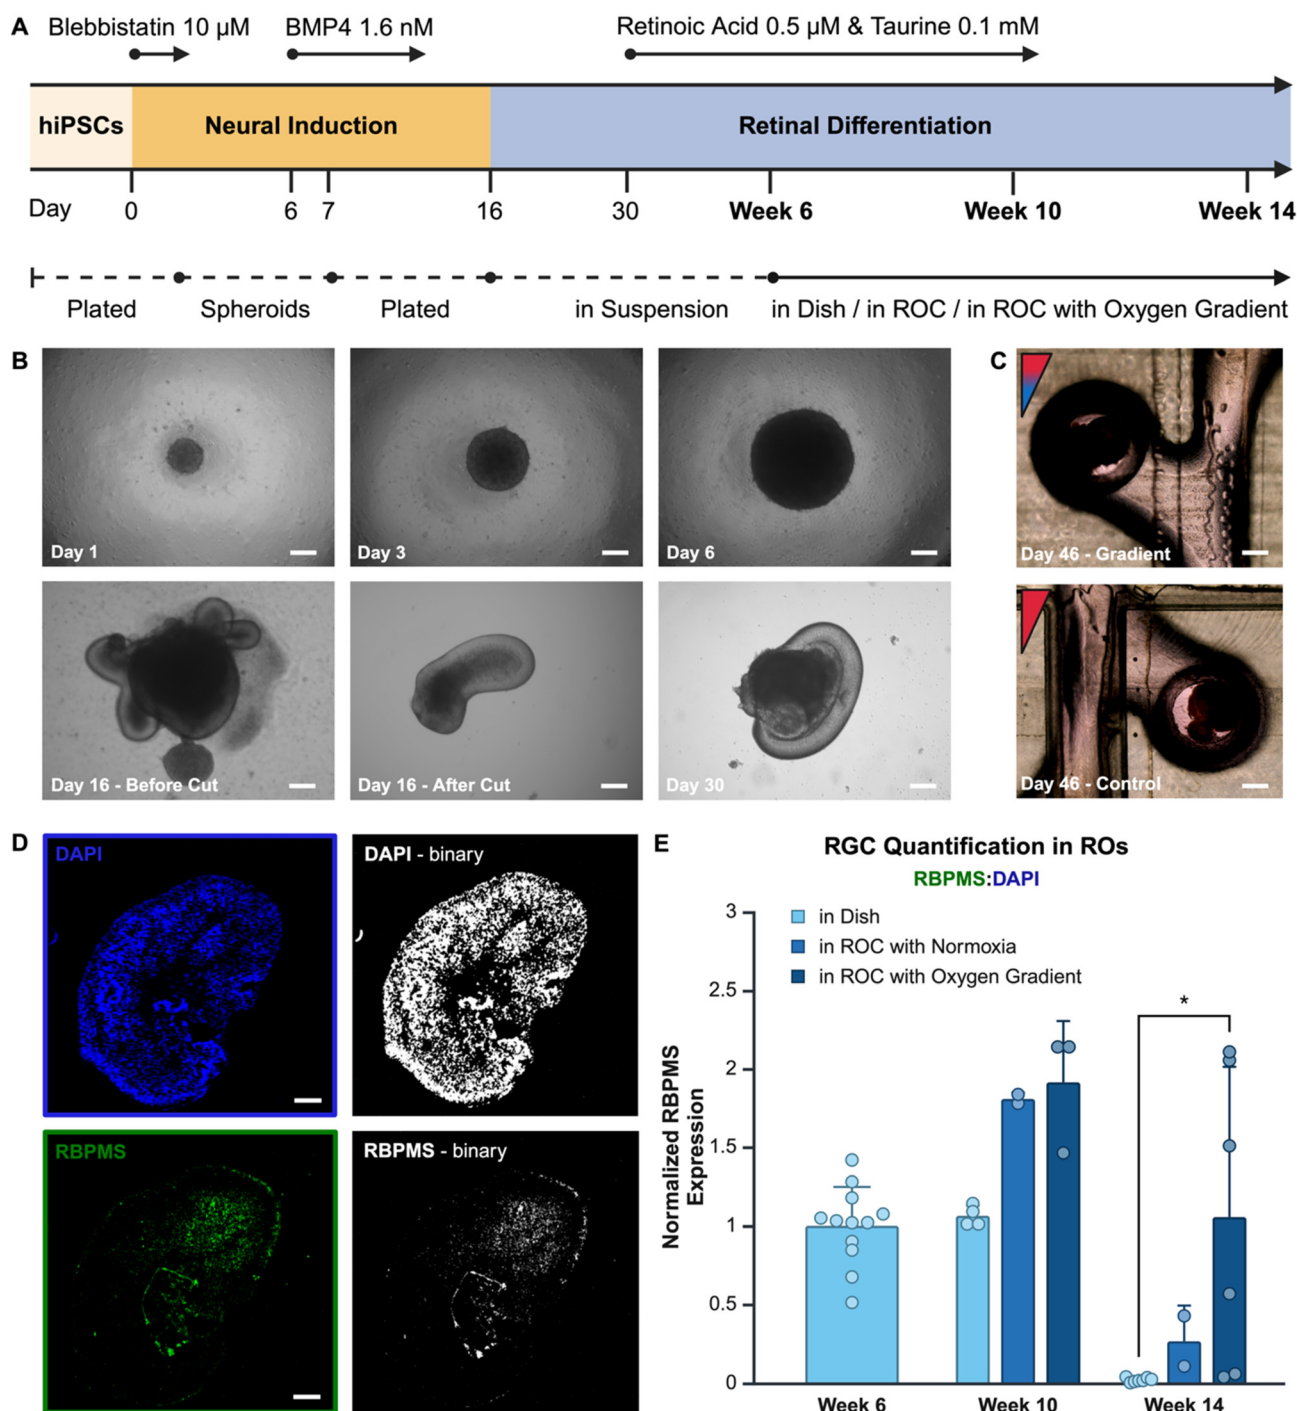 A
Blebbistatin 10 µM
BMP4 1.6 nM
Retinoic Acid 0.5 µM & Taurine 0.1 mM
hiPSCs
Neural Induction
Retinal Differentiation
Day 0 6 7 16 30 Week 6 Week 10 Week 14
Plated
Spheroids
Plated
in Suspension
in Dish / in ROC / in ROC with Oxygen Gradient
B
Day 1
Day 3
Day 6
Day 16 - Before Cut
Day 16 - After Cut
Day 30
C
Day 46 - Gradient
Day 46 - Control
D
DAPI
DAPI - binary
RBPMS
RBPMS - binary
E
RGC Quantification in ROs
RBPMS:DAPI
in Dish
in ROC with Normoxia
in ROC with Oxygen Gradient
*
Normalized RBPMS
Expression
3
2.5
2
1.5
1
0.5
0
Week 6
Week 10
Week 14